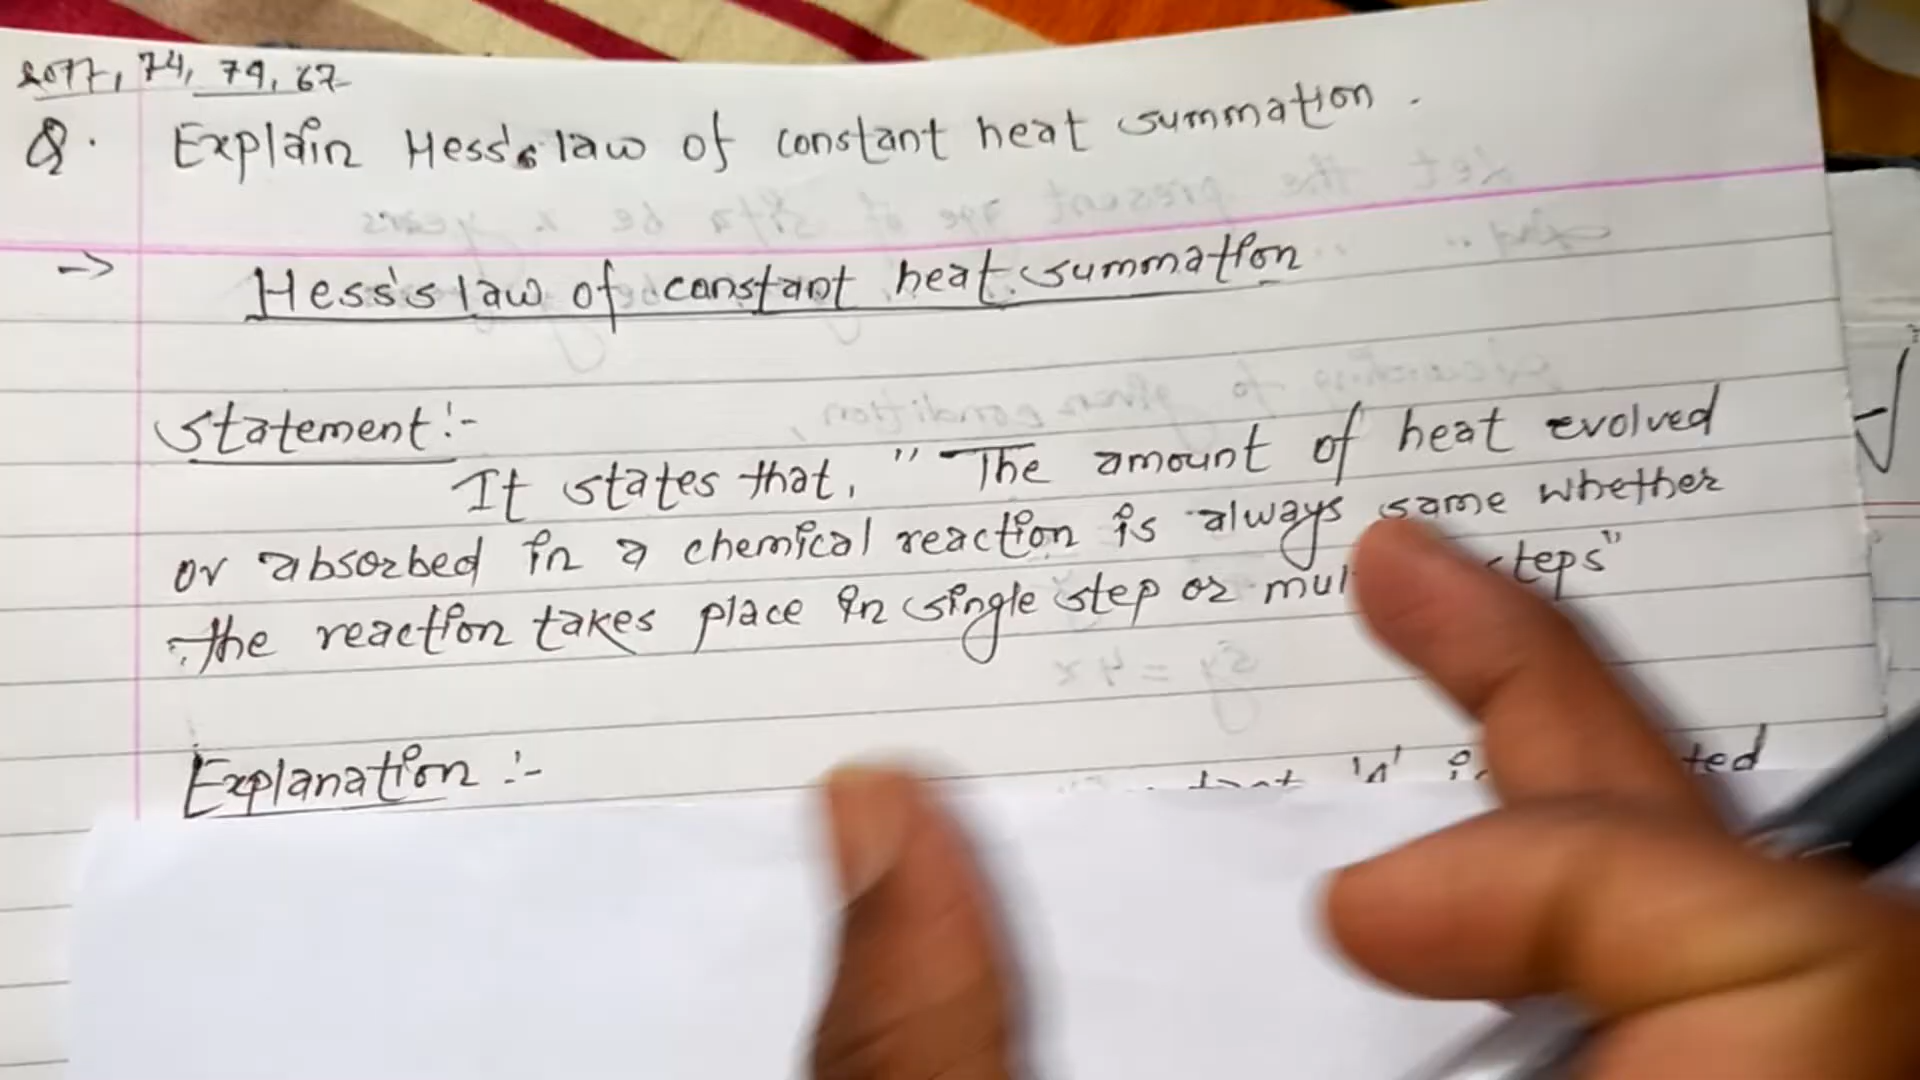 2077, 74, 79, 67
Q. Explain Hess's law of constant heat summation.
-> Hess's law of constant heat summation
Statement:-
It states that, "The amount of heat evolved
or absorbed in a chemical reaction is always same whether
the reaction takes place in single step or steps"
Explanation :-